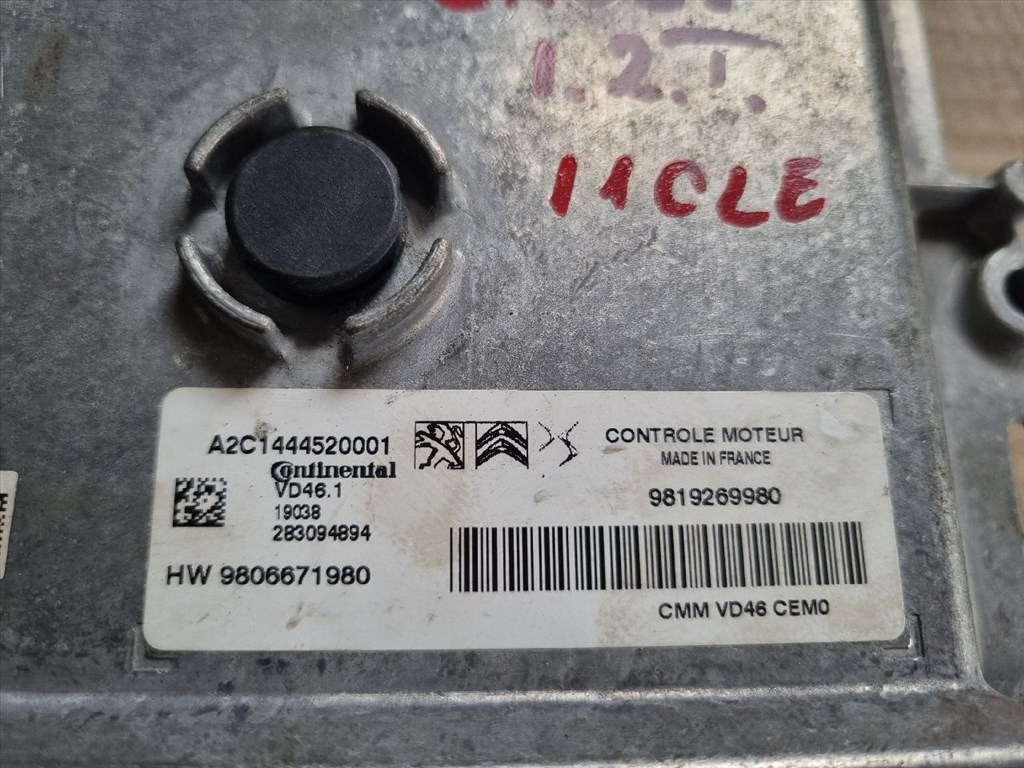 1.2.T.
11CLE
A2C1444520001
Continental
VD46.1
19038
283094894
HW 9806671980
CONTROLE MOTEUR
MADE IN FRANCE
9819269980
CMM VD46 CEM0